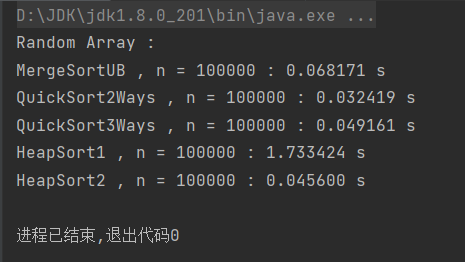 D:\JDK\jdk1.8.0_201\bin\java.exe ...
Random Array :
MergeSortUB , n = 100000 : 0.068171 s
QuickSort2Ways , n = 100000 : 0.032419 s
QuickSort3Ways , n = 100000 : 0.049161 s
HeapSort1 , n = 100000 : 1.733424 s
HeapSort2 , n = 100000 : 0.045600 s
进程已结束,退出代码0